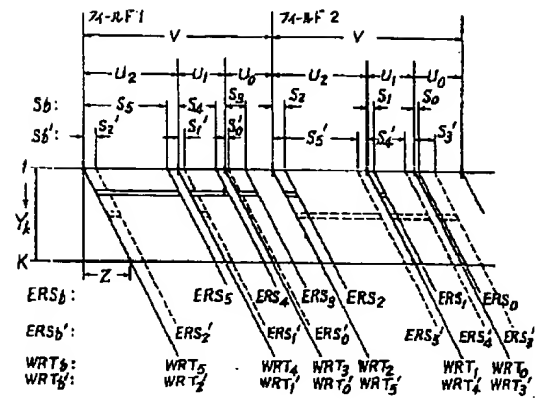 フィールド1 フィールド2
V V
U2 U1 U0 U2 U1 U0
Sb: S5 S4 S3 S2 S1 S0
Sb': S2' S1' S0' S5' S4' S3'
1
Yk
K
Z
ERSb: ERS5 ERS4 ERS3 ERS2 ERS1 ERS0
ERSb': ERS2' ERS1' ERS0' ERS5' ERS4' ERS3'
WRTb: WRT5 WRT4 WRT3 WRT2 WRT1 WRT0
WRTb': WRT2' WRT1' WRT0' WRT5' WRT4' WRT3'